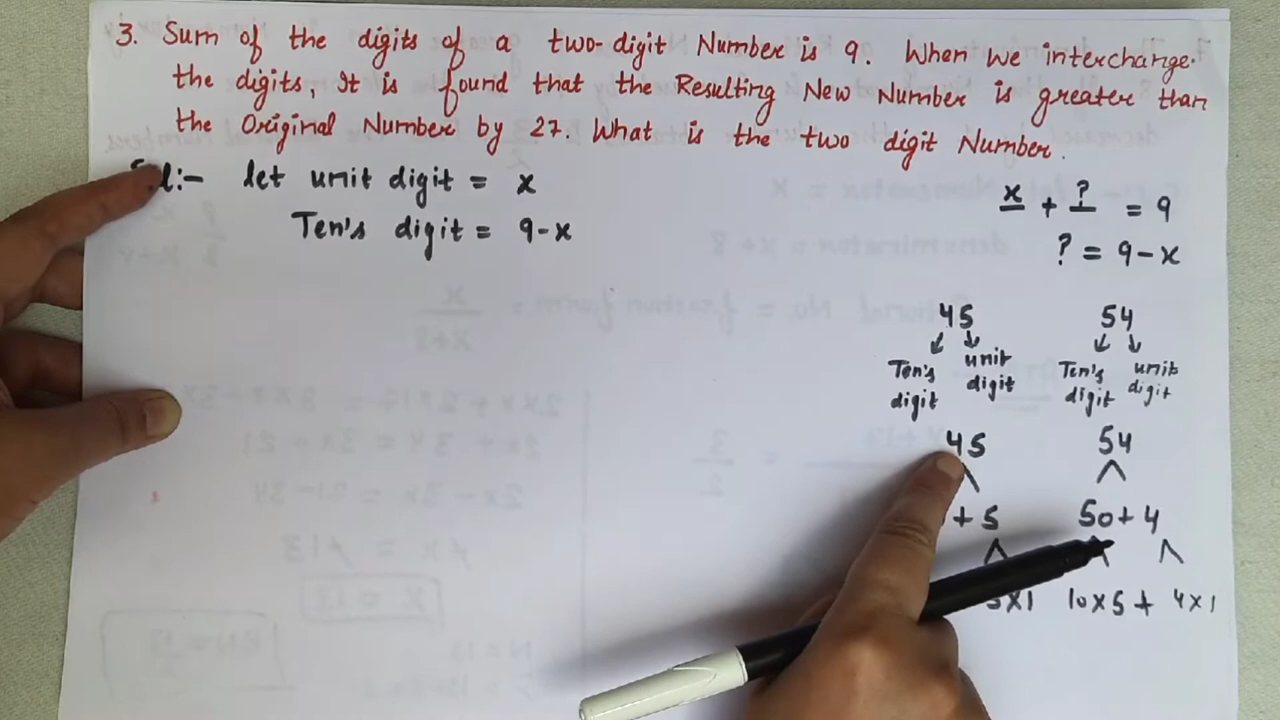 3. Sum of the digits of a two-digit Number is 9. When we interchange
the digits, It is found that the Resulting New Number is greater than
the Original Number by 27. What is the two digit Number.
let unit digit = x
Ten's digit = 9-x
x + ? = 9
? = 9-x
45 54
Ten's digit unit digit Ten's digit unit digit
45 54
+ 5 50+ 4
5x1 10x5 + 4x1